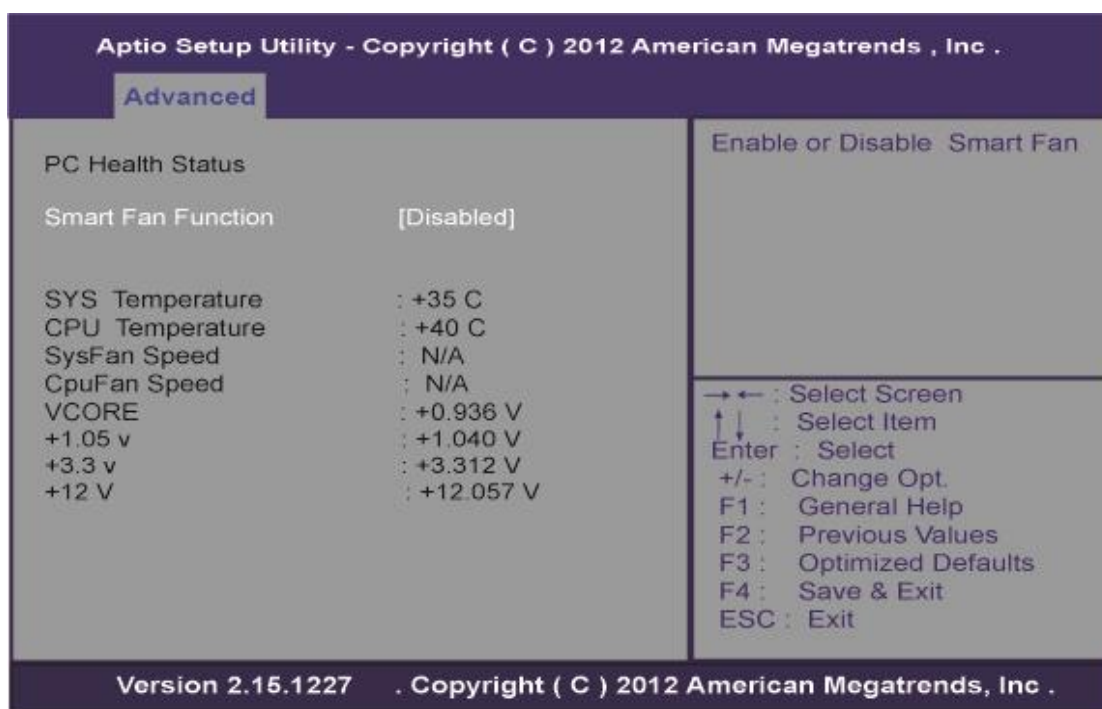 Aptio Setup Utility - Copyright ( C ) 2012 American Megatrends , Inc .
Advanced
PC Health Status
Smart Fan Function [Disabled]
SYS Temperature : +35 C
CPU Temperature : +40 C
SysFan Speed : N/A
CpuFan Speed : N/A
VCORE : +0.936 V
+1.05 v : +1.040 V
+3.3 v : +3.312 V
+12 V : +12.057 V
Enable or Disable Smart Fan
→ ← : Select Screen
↑ ↓ : Select Item
Enter : Select
+/- : Change Opt.
F1 : General Help
F2 : Previous Values
F3 : Optimized Defaults
F4 : Save & Exit
ESC : Exit
Version 2.15.1227 . Copyright ( C ) 2012 American Megatrends, Inc .